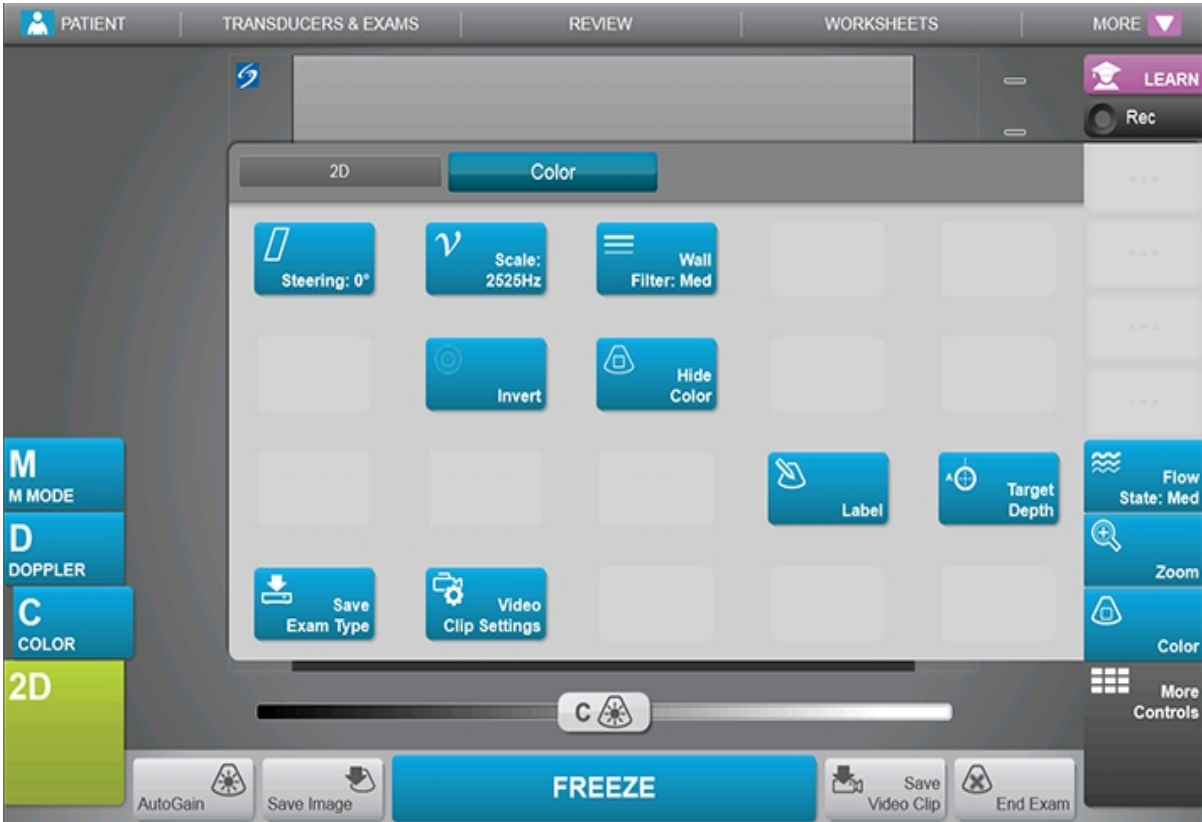 PATIENT
TRANSDUCERS & EXAMS
REVIEW
WORKSHEETS
MORE
LEARN
Rec
2D
Color
Steering: 0°
ν
Scale:
2525Hz
Wall
Filter: Med
Invert
Hide
Color
M
M MODE
Label
A
Target
Depth
Flow
State: Med
D
DOPPLER
Zoom
C
COLOR
Save
Exam Type
Video
Clip Settings
Color
2D
More
Controls
C
AutoGain
Save Image
FREEZE
Save
Video Clip
End Exam